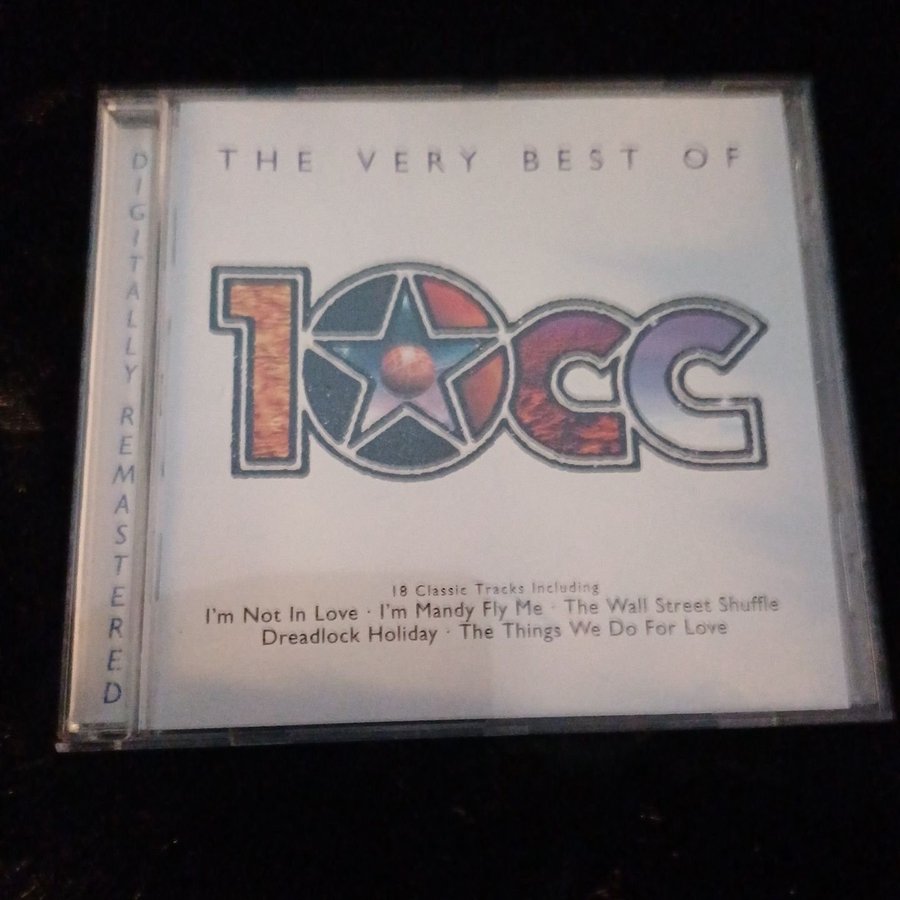 DIGITALLY REMASTERED
THE VERY BEST OF
10cc
18 Classic Tracks Including
I'm Not In Love · I'm Mandy Fly Me · The Wall Street Shuffle
Dreadlock Holiday · The Things We Do For Love